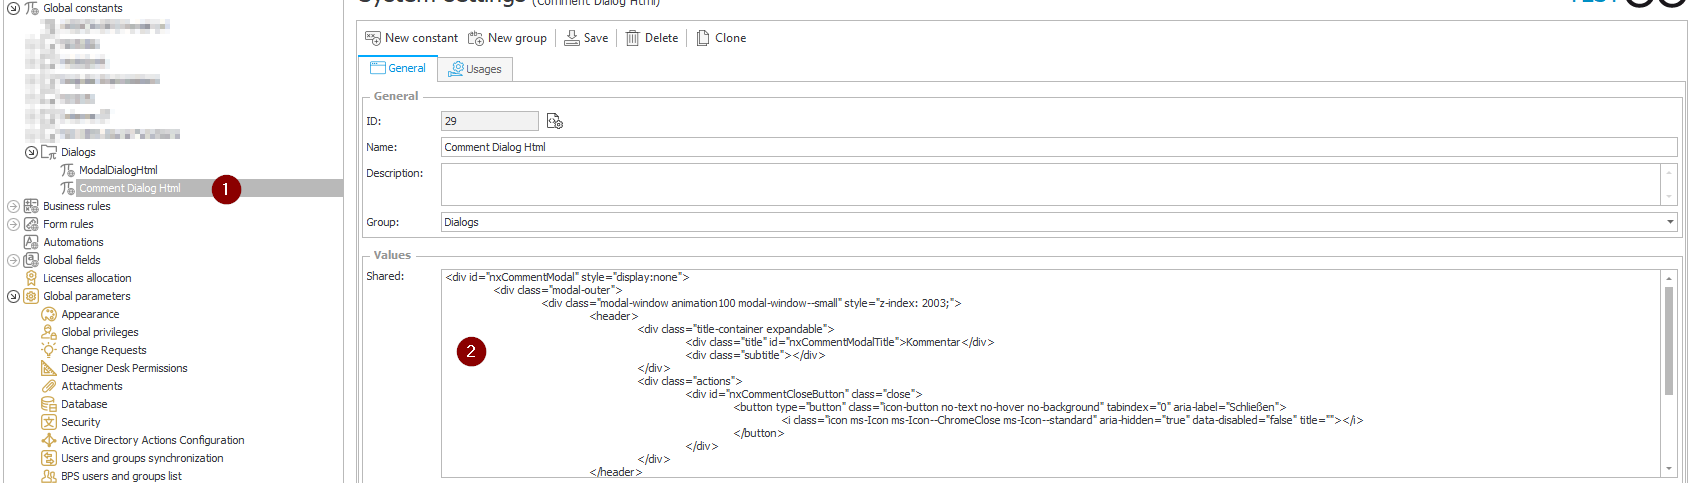 Global constants
Dialogs
ModalDialogHtml
Comment Dialog Html
1
Business rules
Form rules
Automations
Global fields
Licenses allocation
Global parameters
Appearance
Global privileges
Change Requests
Designer Desk Permissions
Attachments
Database
Security
Active Directory Actions Configuration
Users and groups synchronization
BPS users and groups list
System Settings (Comment Dialog Html)
TEST
New constant New group Save Delete Clone
General Usages
General
ID: 29
Name: Comment Dialog Html
Description:
Group: Dialogs
Values
Shared:
<div id="nxCommentModal" style="display:none">
<div class="modal-outer">
<div class="modal-window animation100 modal-window--small" style="z-index: 2003;">
<header>
<div class="title-container expandable">
2
<div class="title" id="nxCommentModalTitle">Kommentar</div>
<div class="subtitle"></div>
</div>
<div class="actions">
<div id="nxCommentCloseButton" class="close">
<button type="button" class="icon-button no-text no-hover no-background" tabindex="0" aria-label="Schließen">
<i class="icon ms-Icon ms-Icon--ChromeClose ms-Icon--standard" aria-hidden="true" data-disabled="false" title=""></i>
</button>
</div>
</div>
</header>